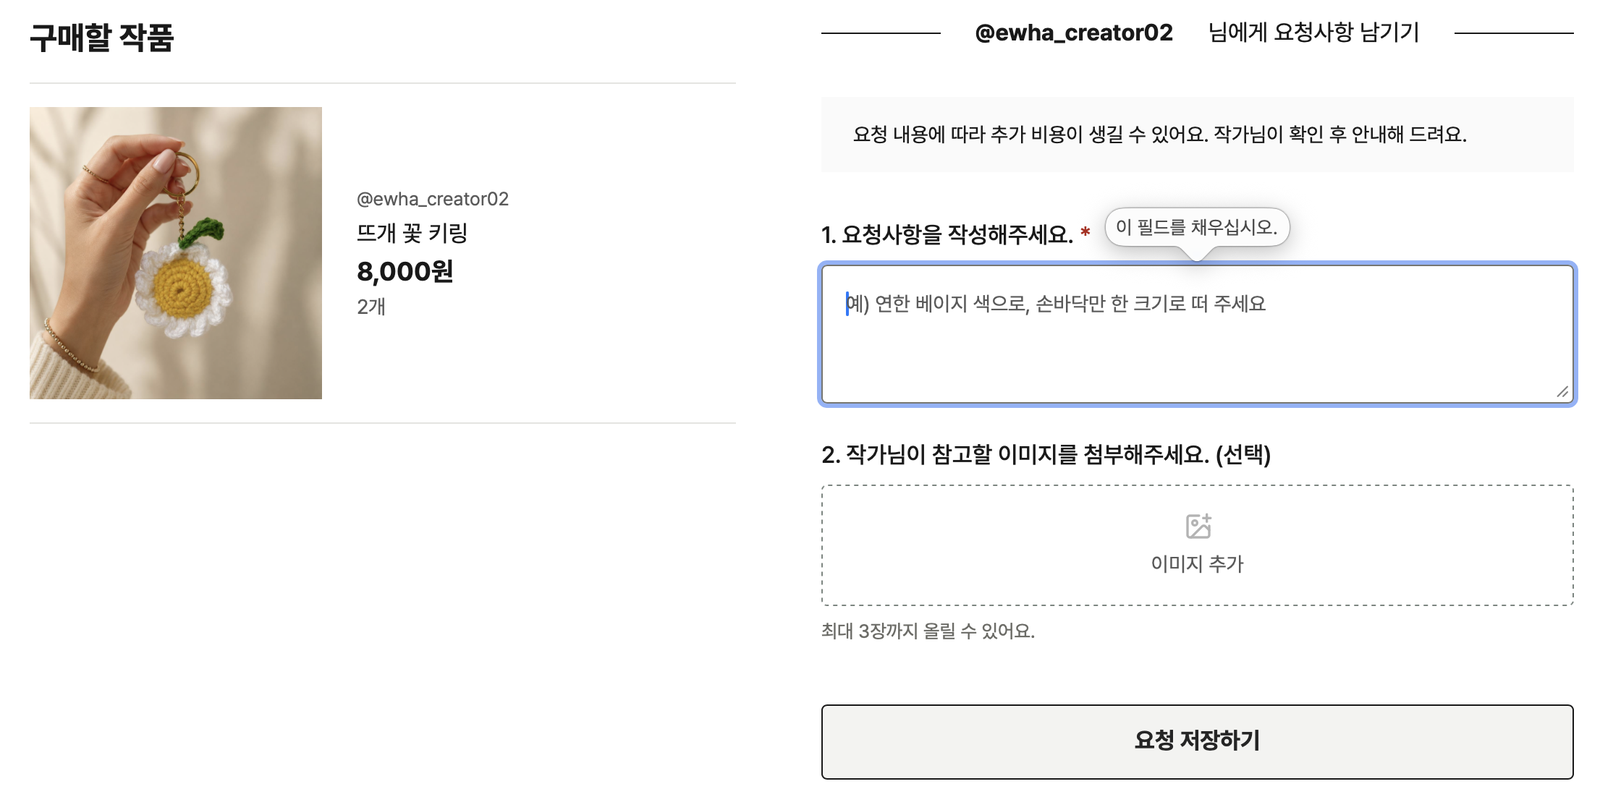 구매할 작품
@ewha_creator02
뜨개 꽃 키링
8,000원
2개
@ewha_creator02 님에게 요청사항 남기기
요청 내용에 따라 추가 비용이 생길 수 있어요. 작가님이 확인 후 안내해 드려요.
1. 요청사항을 작성해주세요. *
이 필드를 채우십시오.
예) 연한 베이지 색으로, 손바닥만 한 크기로 떠 주세요
2. 작가님이 참고할 이미지를 첨부해주세요. (선택)
이미지 추가
최대 3장까지 올릴 수 있어요.
요청 저장하기